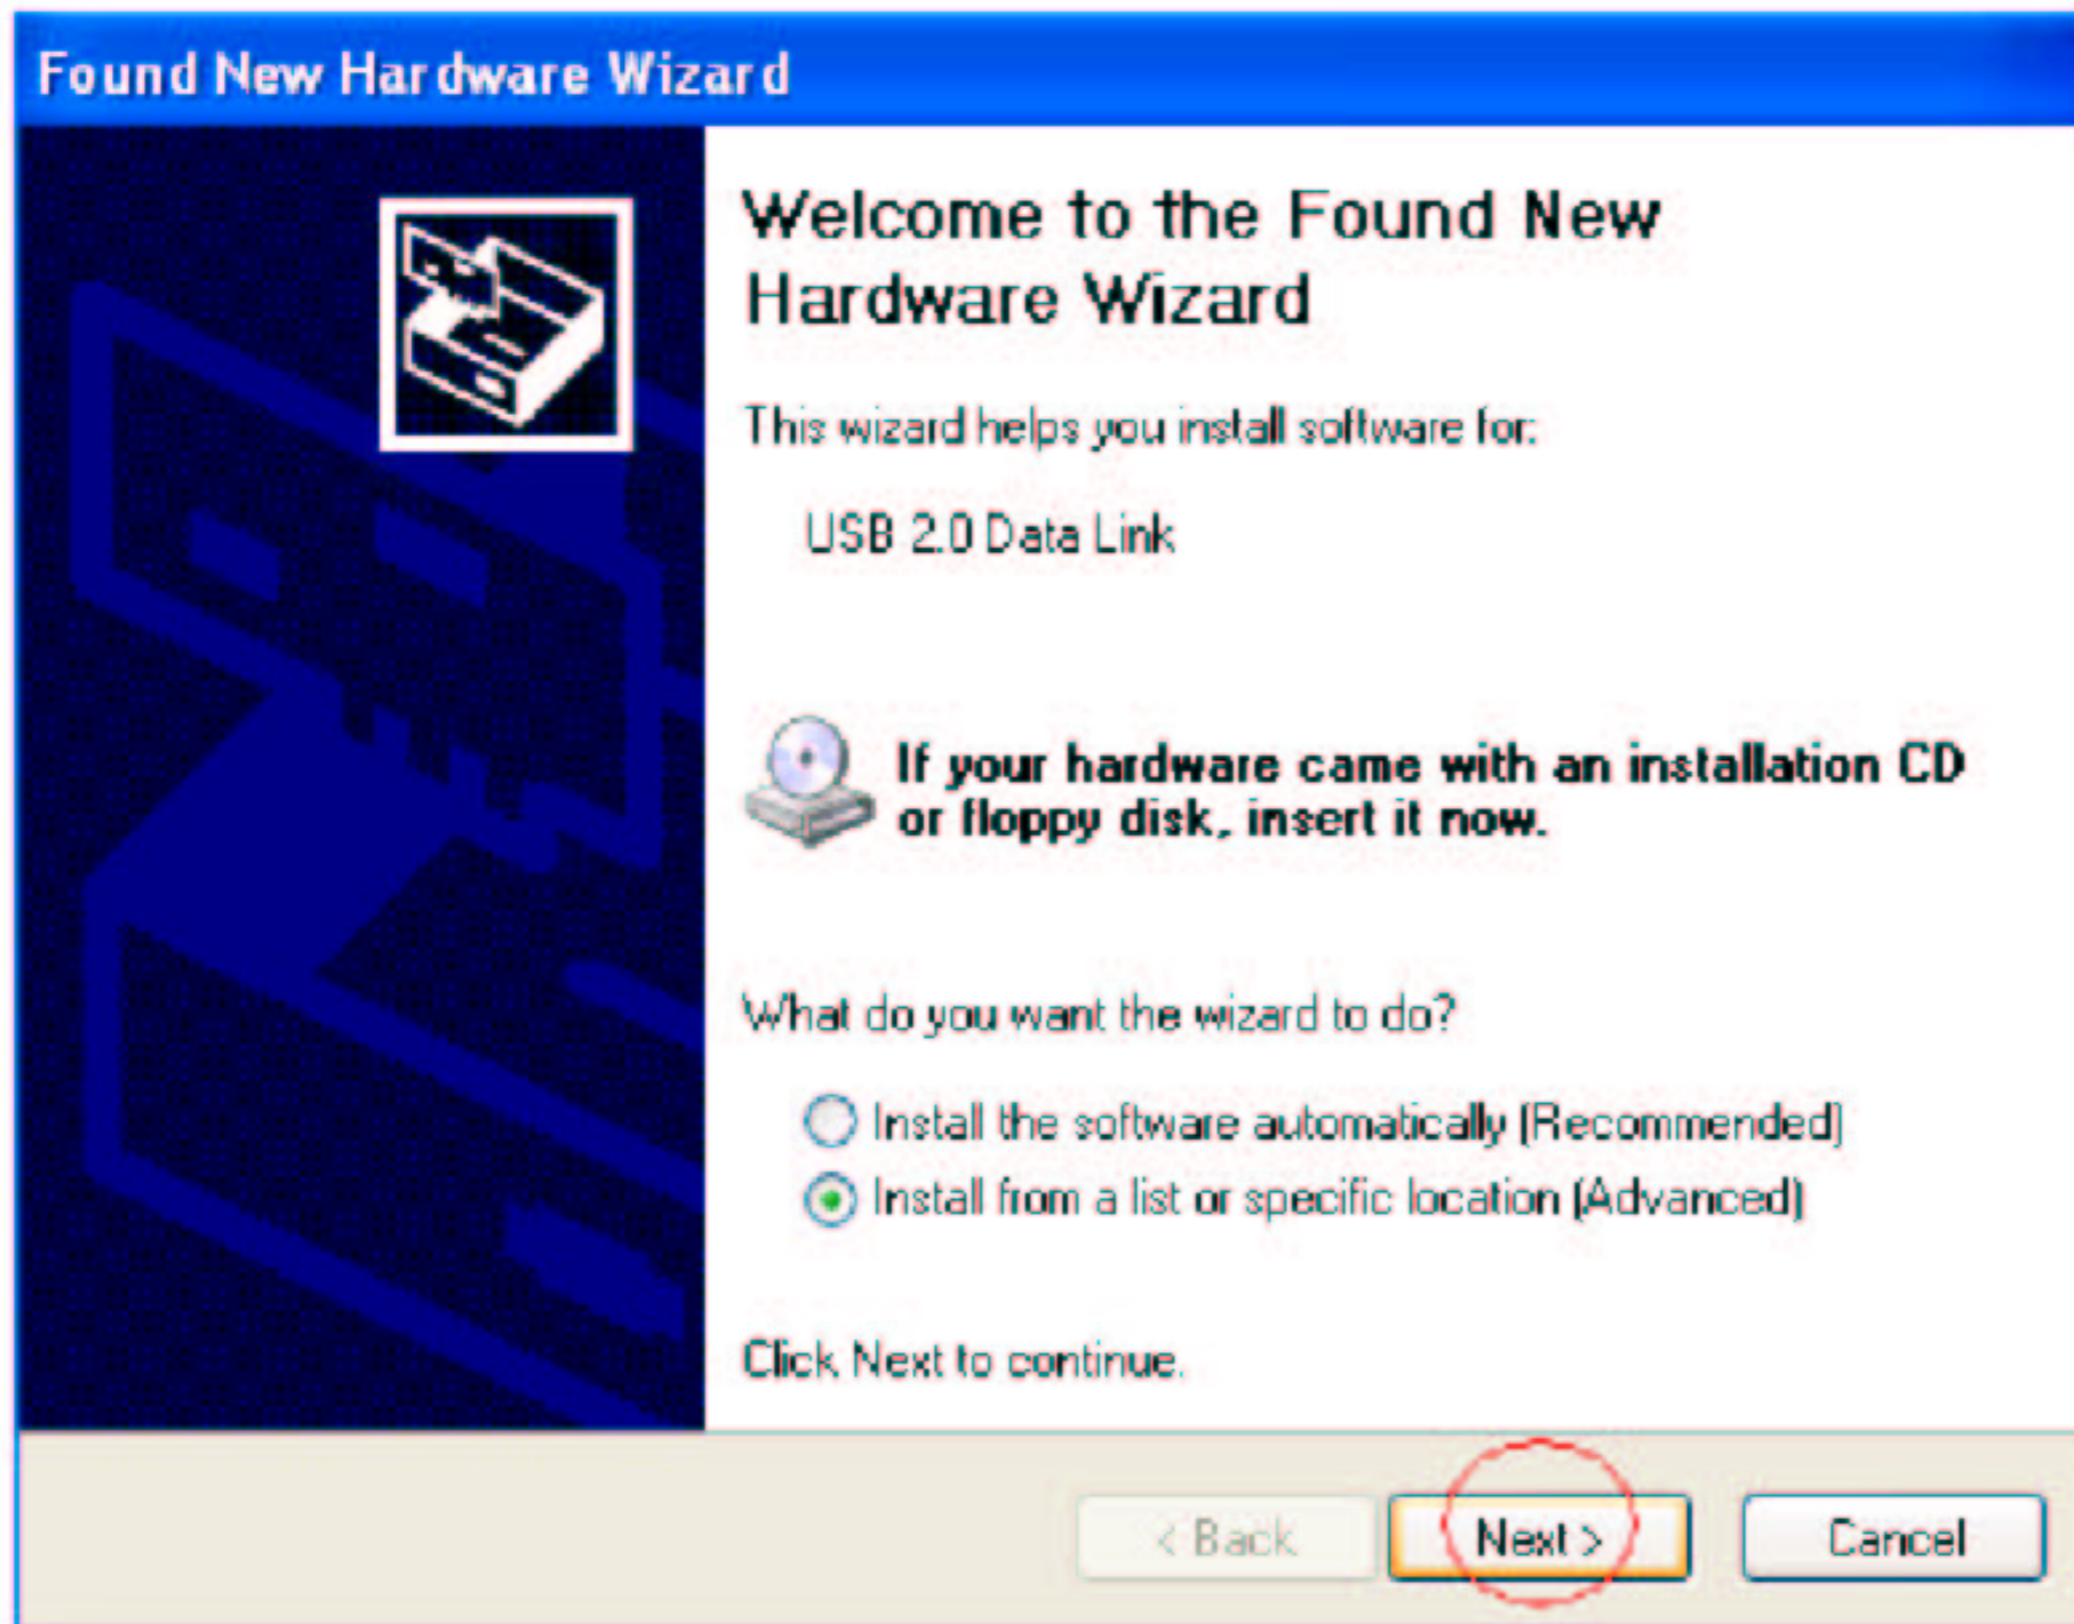 Found New Hardware Wizard
Welcome to the Found New
Hardware Wizard
This wizard helps you install software for:
USB 2.0 Data Link
If your hardware came with an installation CD
or floppy disk, insert it now.
What do you want the wizard to do?
Install the software automatically (Recommended)
Install from a list or specific location (Advanced)
Click Next to continue.
< Back
Next >
Cancel